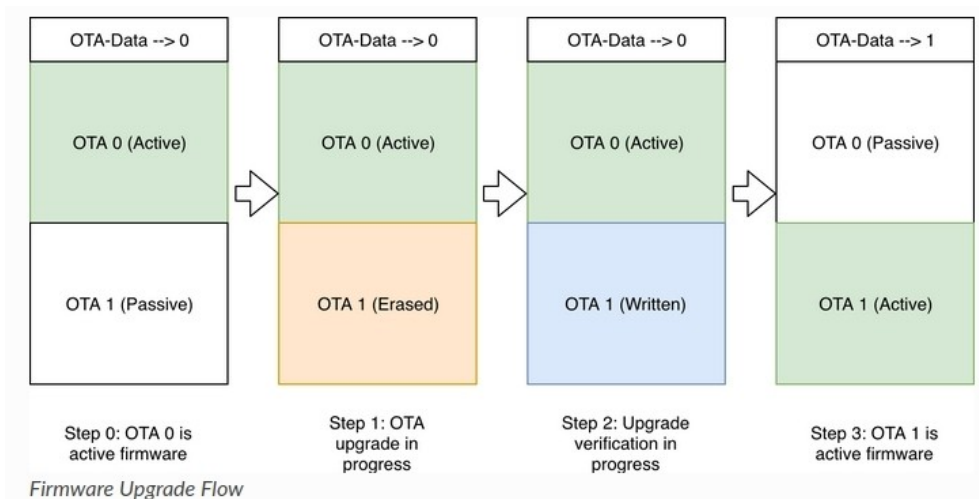 OTA-Data --> 0
OTA 0 (Active)
OTA 1 (Passive)
Step 0: OTA 0 is
active firmware
OTA-Data --> 0
OTA 0 (Active)
OTA 1 (Erased)
Step 1: OTA
upgrade in
progress
OTA-Data --> 0
OTA 0 (Active)
OTA 1 (Written)
Step 2: Upgrade
verification in
progress
OTA-Data --> 1
OTA 0 (Passive)
OTA 1 (Active)
Step 3: OTA 1 is
active firmware
Firmware Upgrade Flow